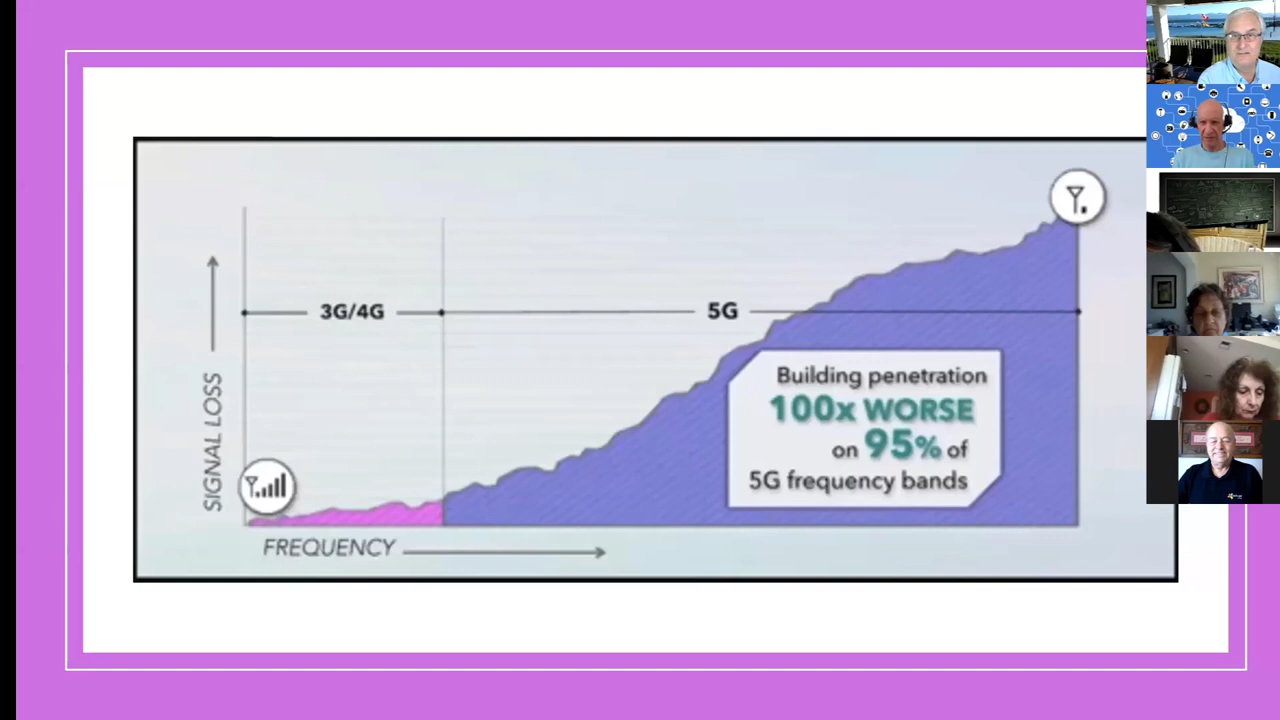 3G/4G
5G
SIGNAL LOSS
Building penetration
100x WORSE
on 95% of
5G frequency bands
FREQUENCY